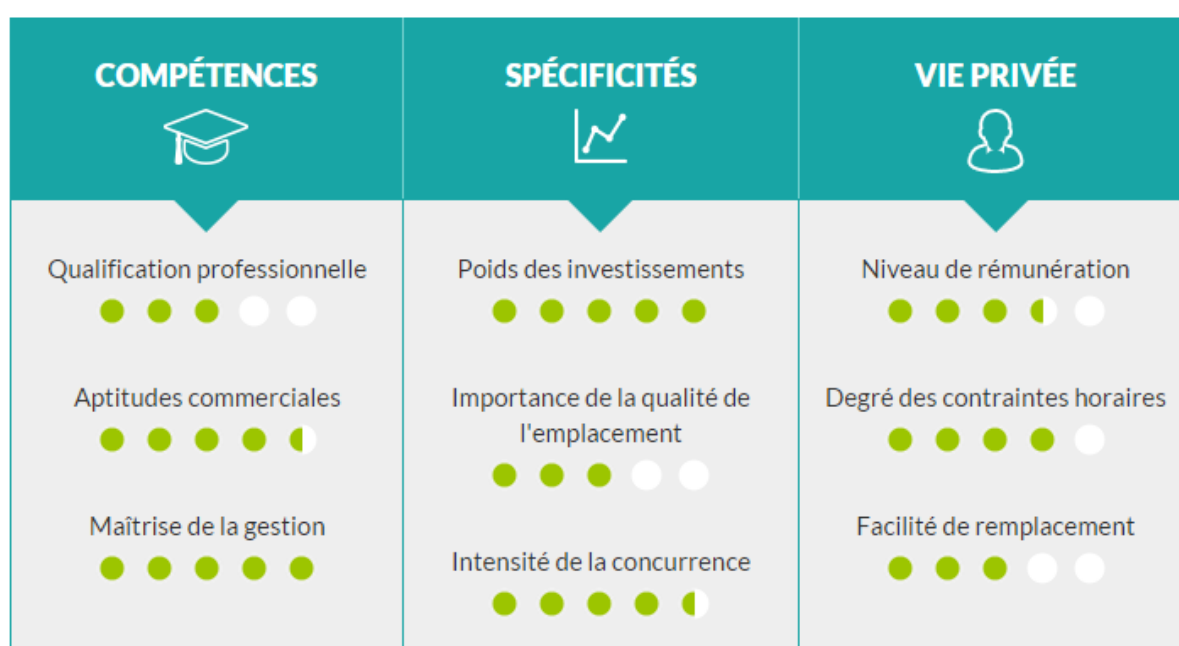 COMPÉTENCES
Qualification professionnelle
Aptitudes commerciales
Maîtrise de la gestion
SPÉCIFICITÉS
Poids des investissements
Importance de la qualité de
l'emplacement
Intensité de la concurrence
VIE PRIVÉE
Niveau de rémunération
Degré des contraintes horaires
Facilité de remplacement